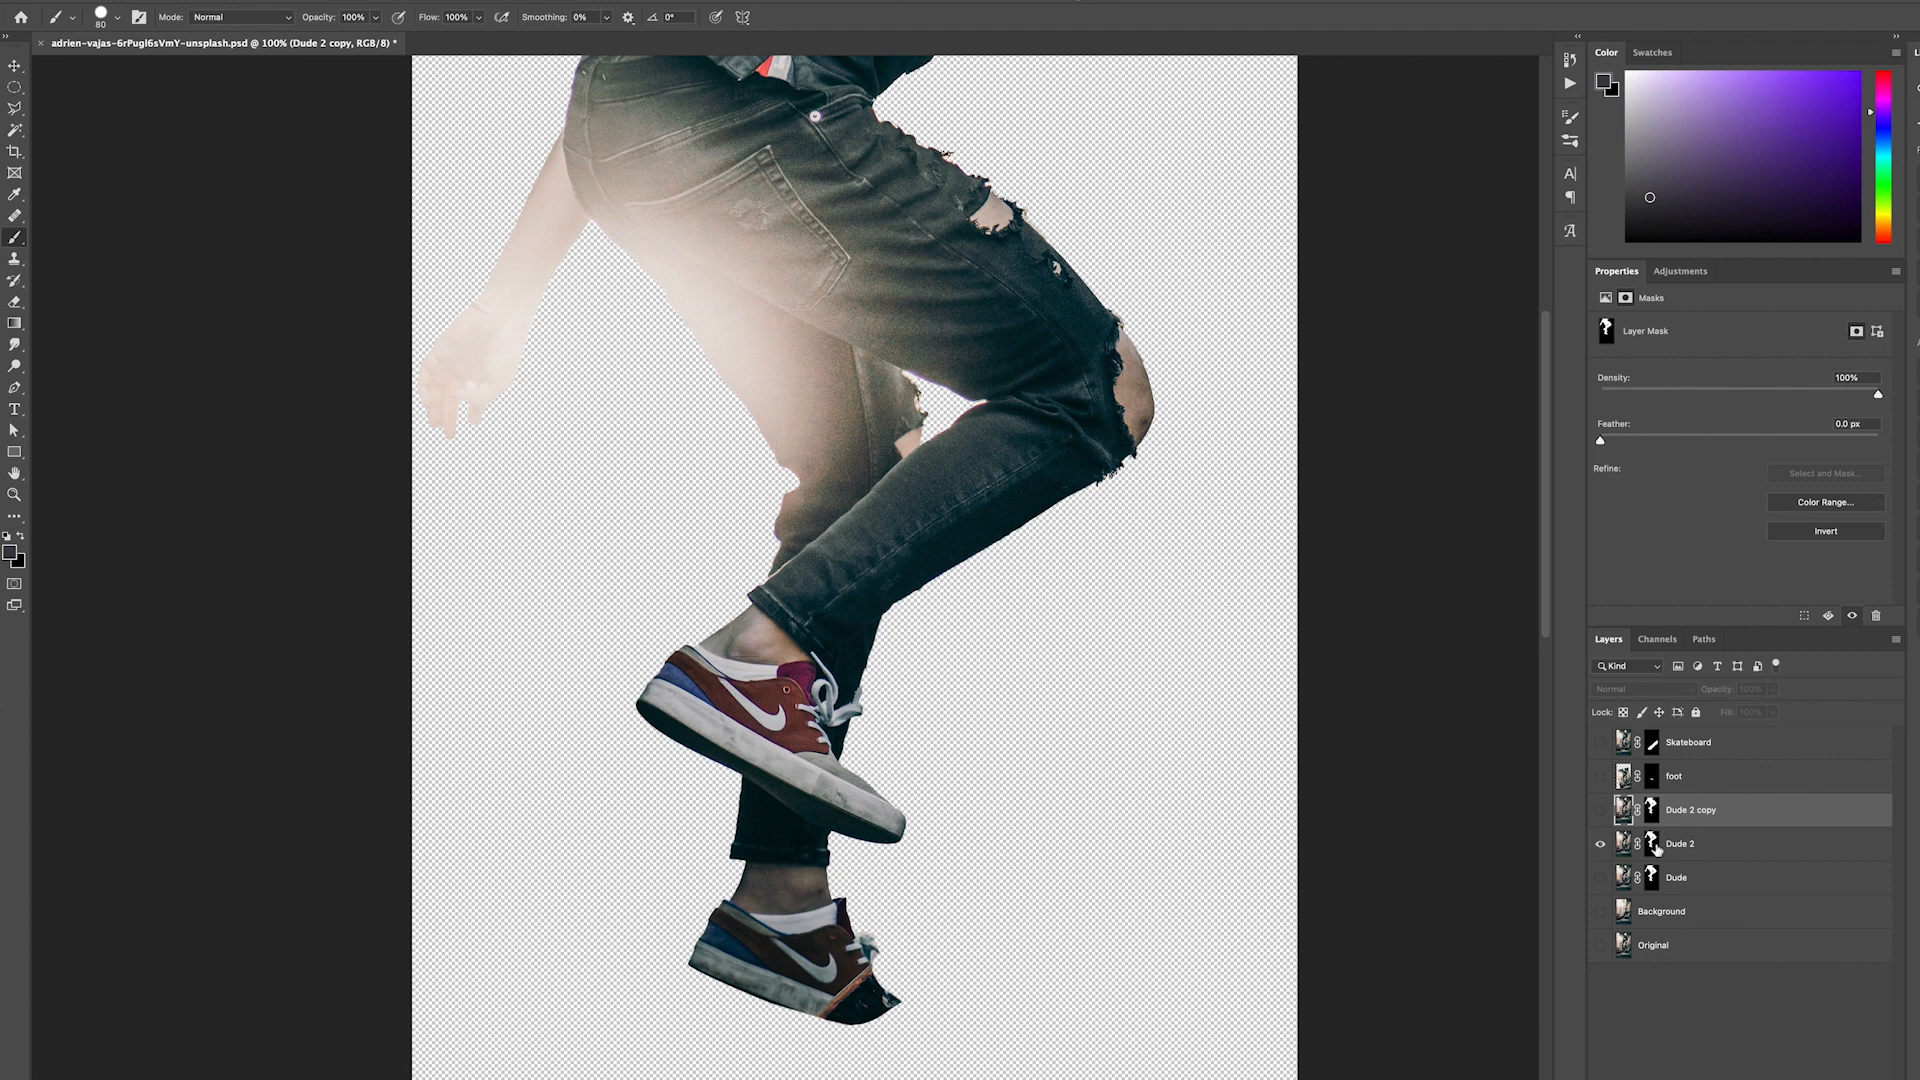 80
Mode: Normal
Opacity: 100%
Flow: 100%
Smoothing: 0%
0°
adrien-vajas-6rPugl6sVmY-unsplash.psd @ 100% (Dude 2 copy, RGB/8) *
Color
Swatches
Properties
Adjustments
Masks
Layer Mask
Density:
100%
Feather:
0.0 px
Refine:
Select and Mask...
Color Range...
Invert
Layers
Channels
Paths
Kind
Normal
Opacity: 100%
Lock:
Fill: 100%
Skateboard
foot
Dude 2 copy
Dude 2
Dude
Background
Original